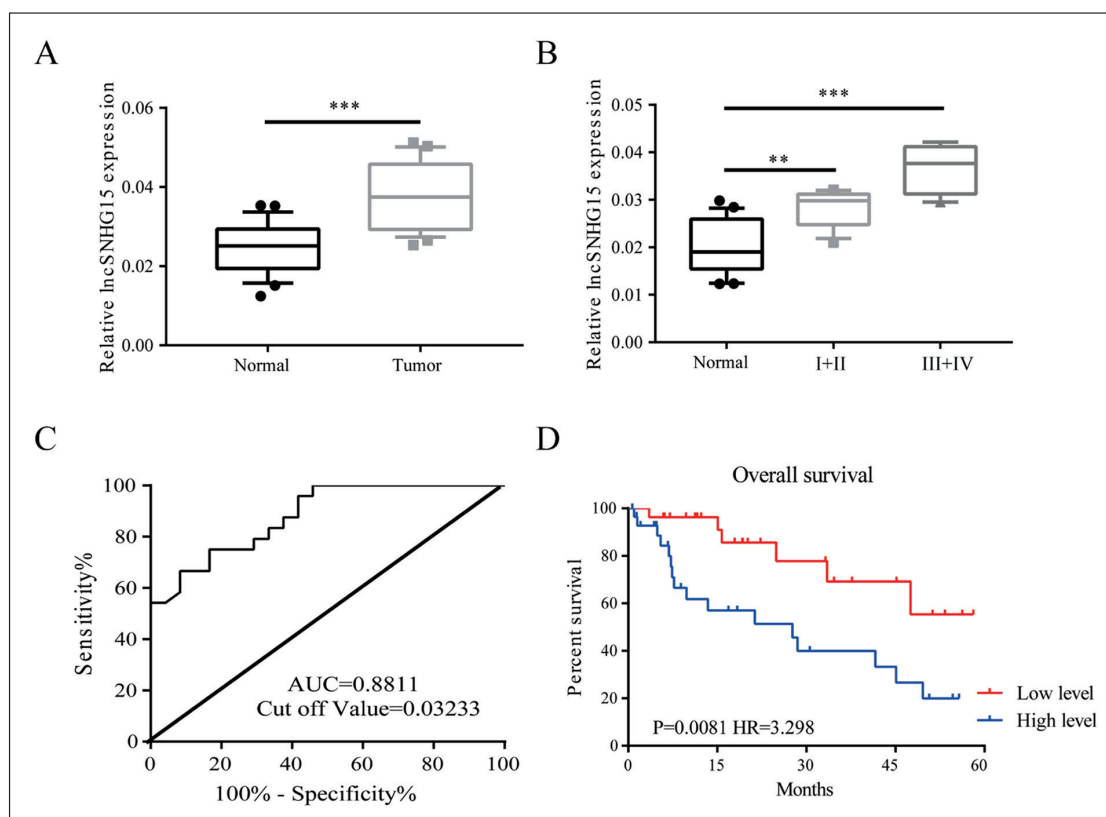 A
Relative lncSNHG15 expression
0.06
0.04
0.02
0.00
***
Normal
Tumor
B
Relative lncSNHG15 expression
0.05
0.04
0.03
0.02
0.01
0.00
**
***
Normal
I+II
III+IV
C
Sensitivity%
100
80
60
40
20
0
AUC=0.8811
Cut off Value=0.03233
0 20 40 60 80 100
100% - Specificity%
D
Overall survival
Percent survival
100
80
60
40
20
P=0.0081 HR=3.298
0 15 30 45 60
Months
Low level
High level